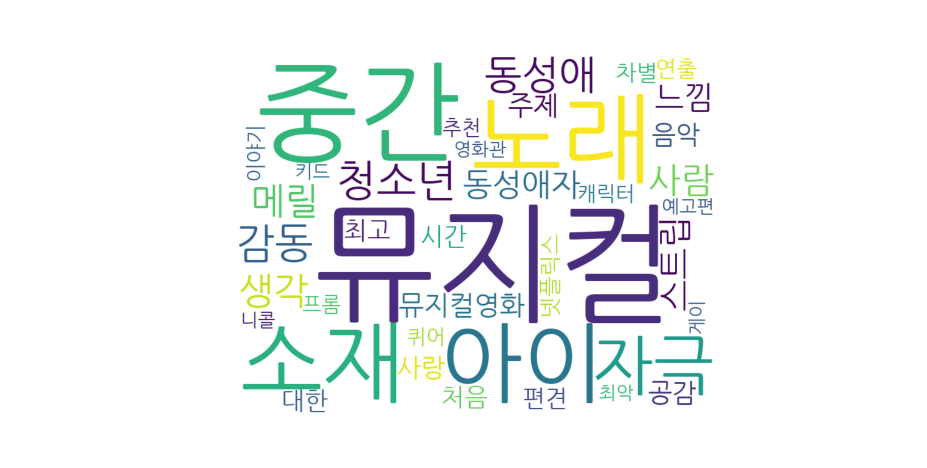 중간
노래
동성애
차별
연출
주제
느낌
추천
음악
영화관
이야기
키드
청소년
동성애자
사람
캐릭터
메릴
예고편
최고
뮤지컬
감동
시간
스트립
넷플릭스
생각
프롬
뮤지컬영화
니콜
게이
소재
퀴어
아이
자극
사랑
최악
공감
대한
처음
편견